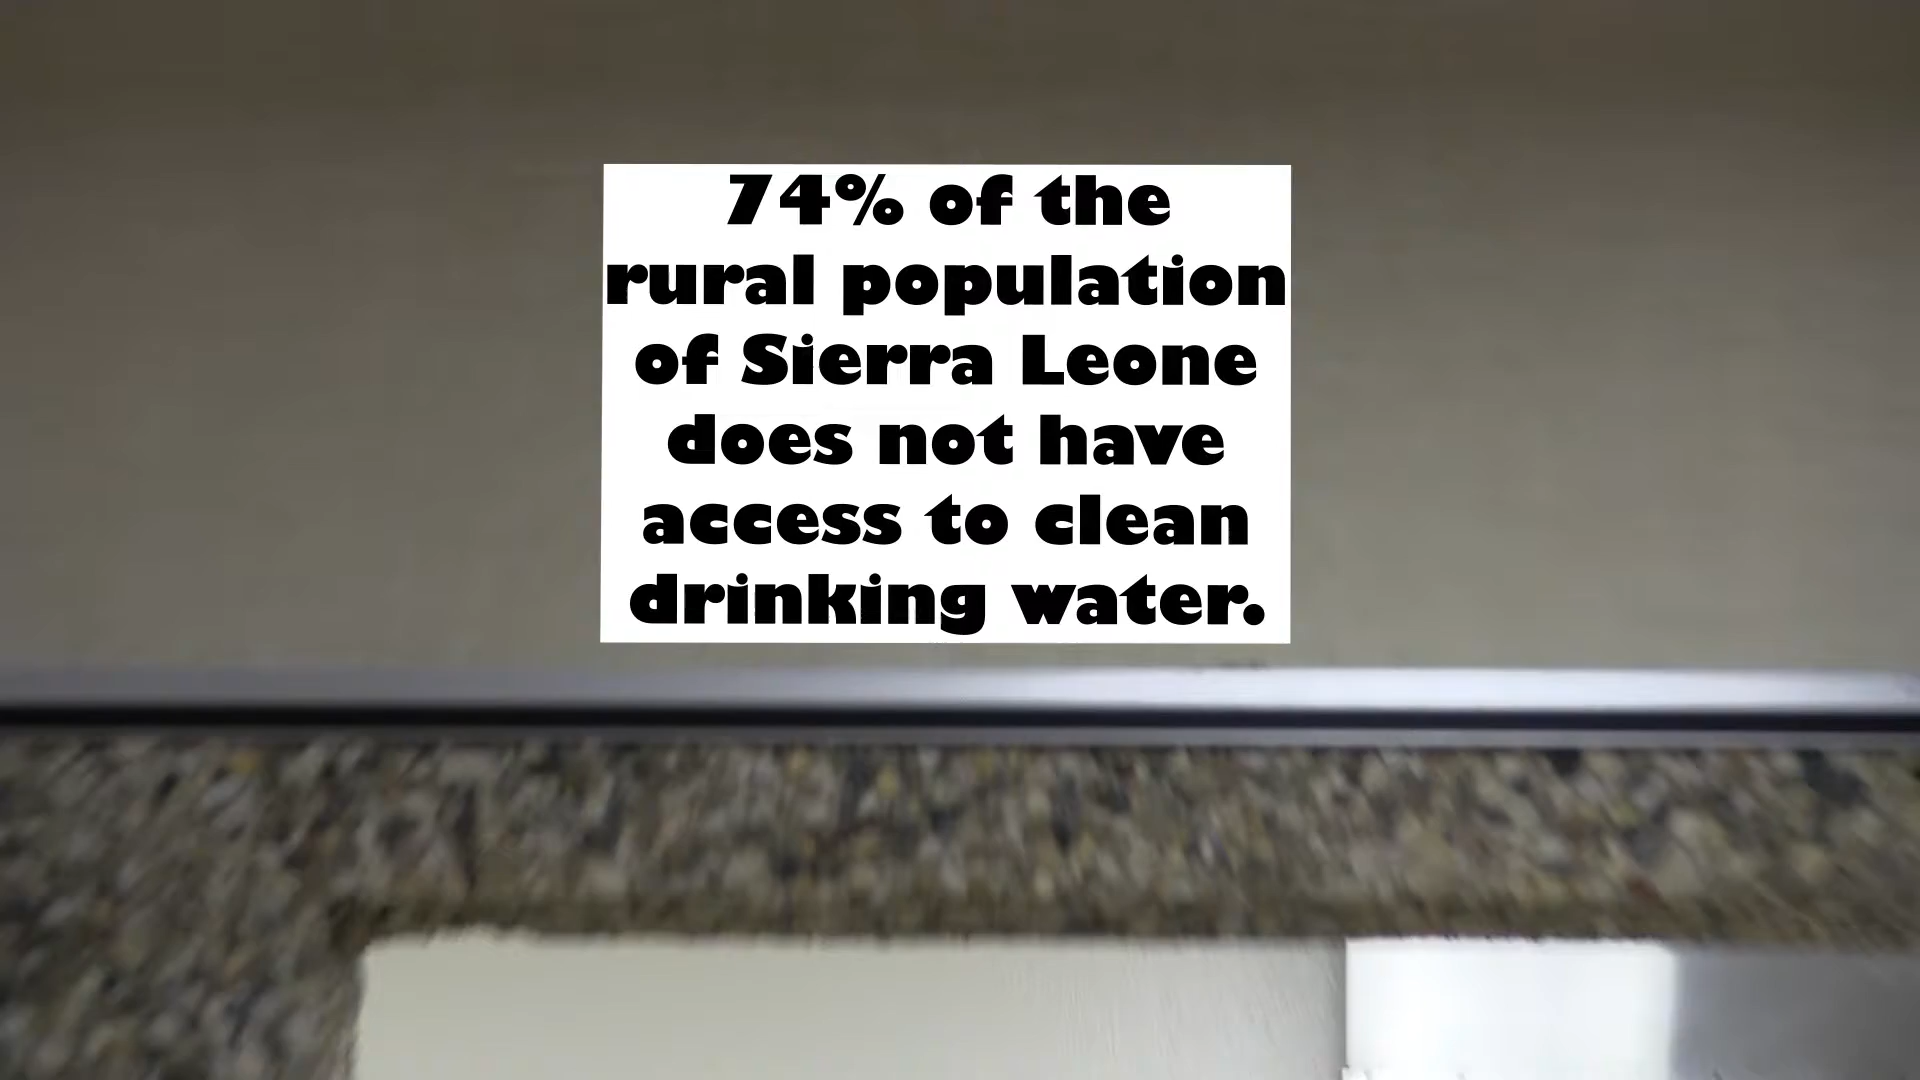 74% of the
rural population
of Sierra Leone
does not have
access to clean
drinking water.